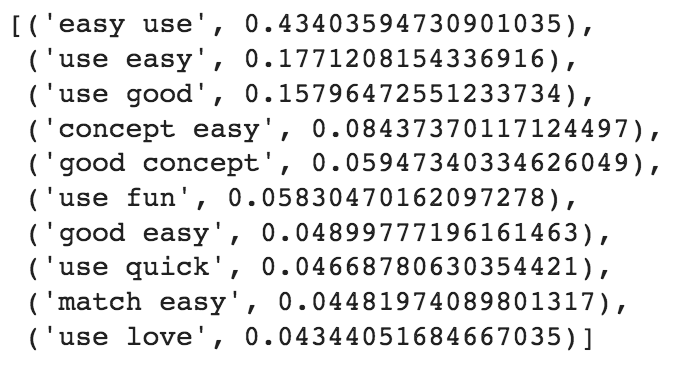 [('easy use', 0.43403594730901035),
('use easy', 0.1771208154336916),
('use good', 0.15796472551233734),
('concept easy', 0.08437370117124497),
('good concept', 0.05947340334626049),
('use fun', 0.05830470162097278),
('good easy', 0.04899777196161463),
('use quick', 0.04668780630354421),
('match easy', 0.04481974089801317),
('use love', 0.04344051684667035)]